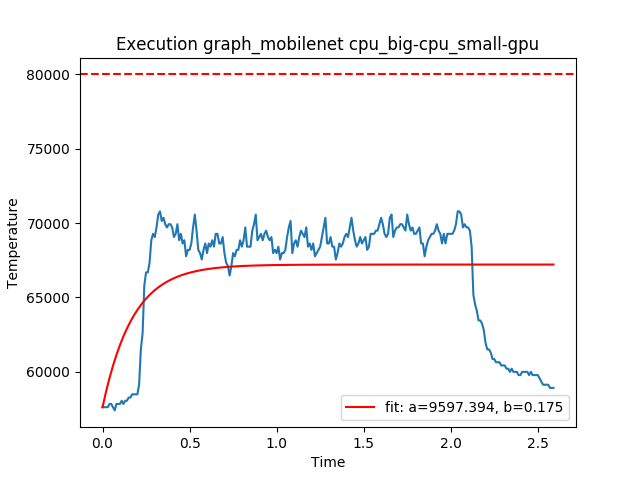 Execution graph_mobilenet cpu_big-cpu_small-gpu
Temperature
80000
75000
70000
65000
60000
fit: a=9597.394, b=0.175
0.0 0.5 1.0 1.5 2.0 2.5
Time